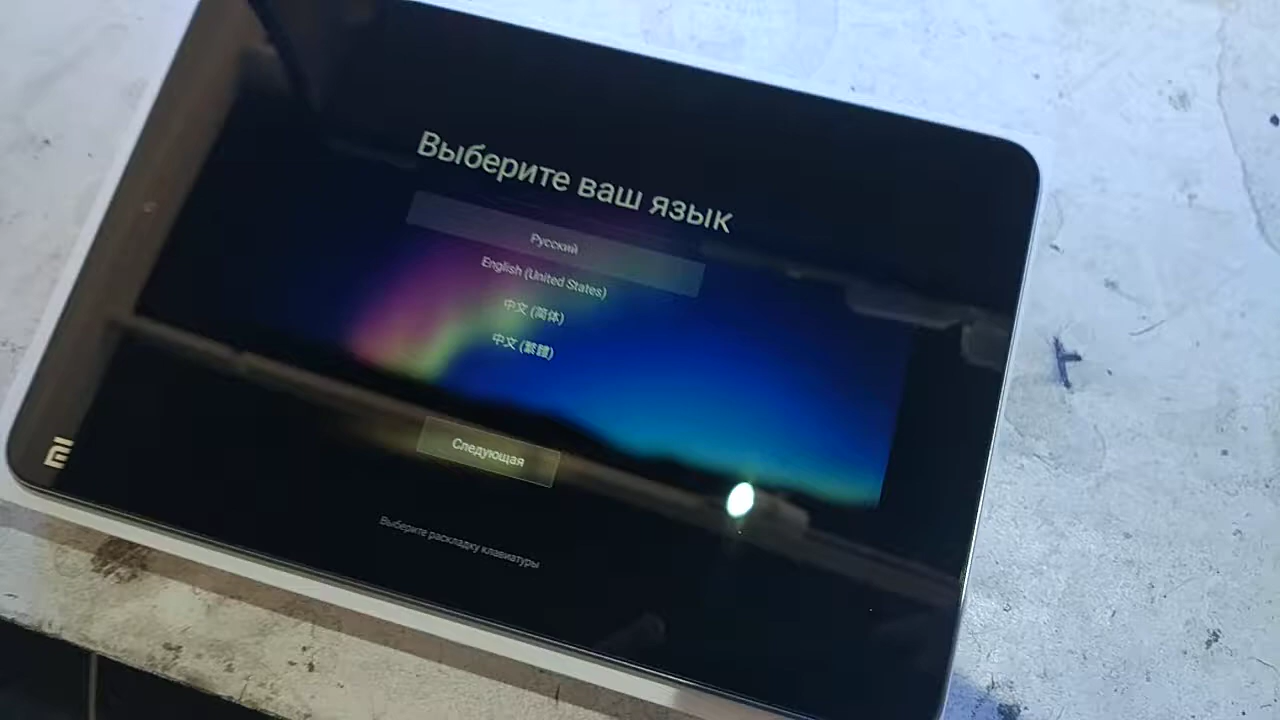 Выберите ваш язык
Русский
English (United States)
中文 (简体)
中文 (繁體)
Следующая
Выберите раскладку клавиатуры